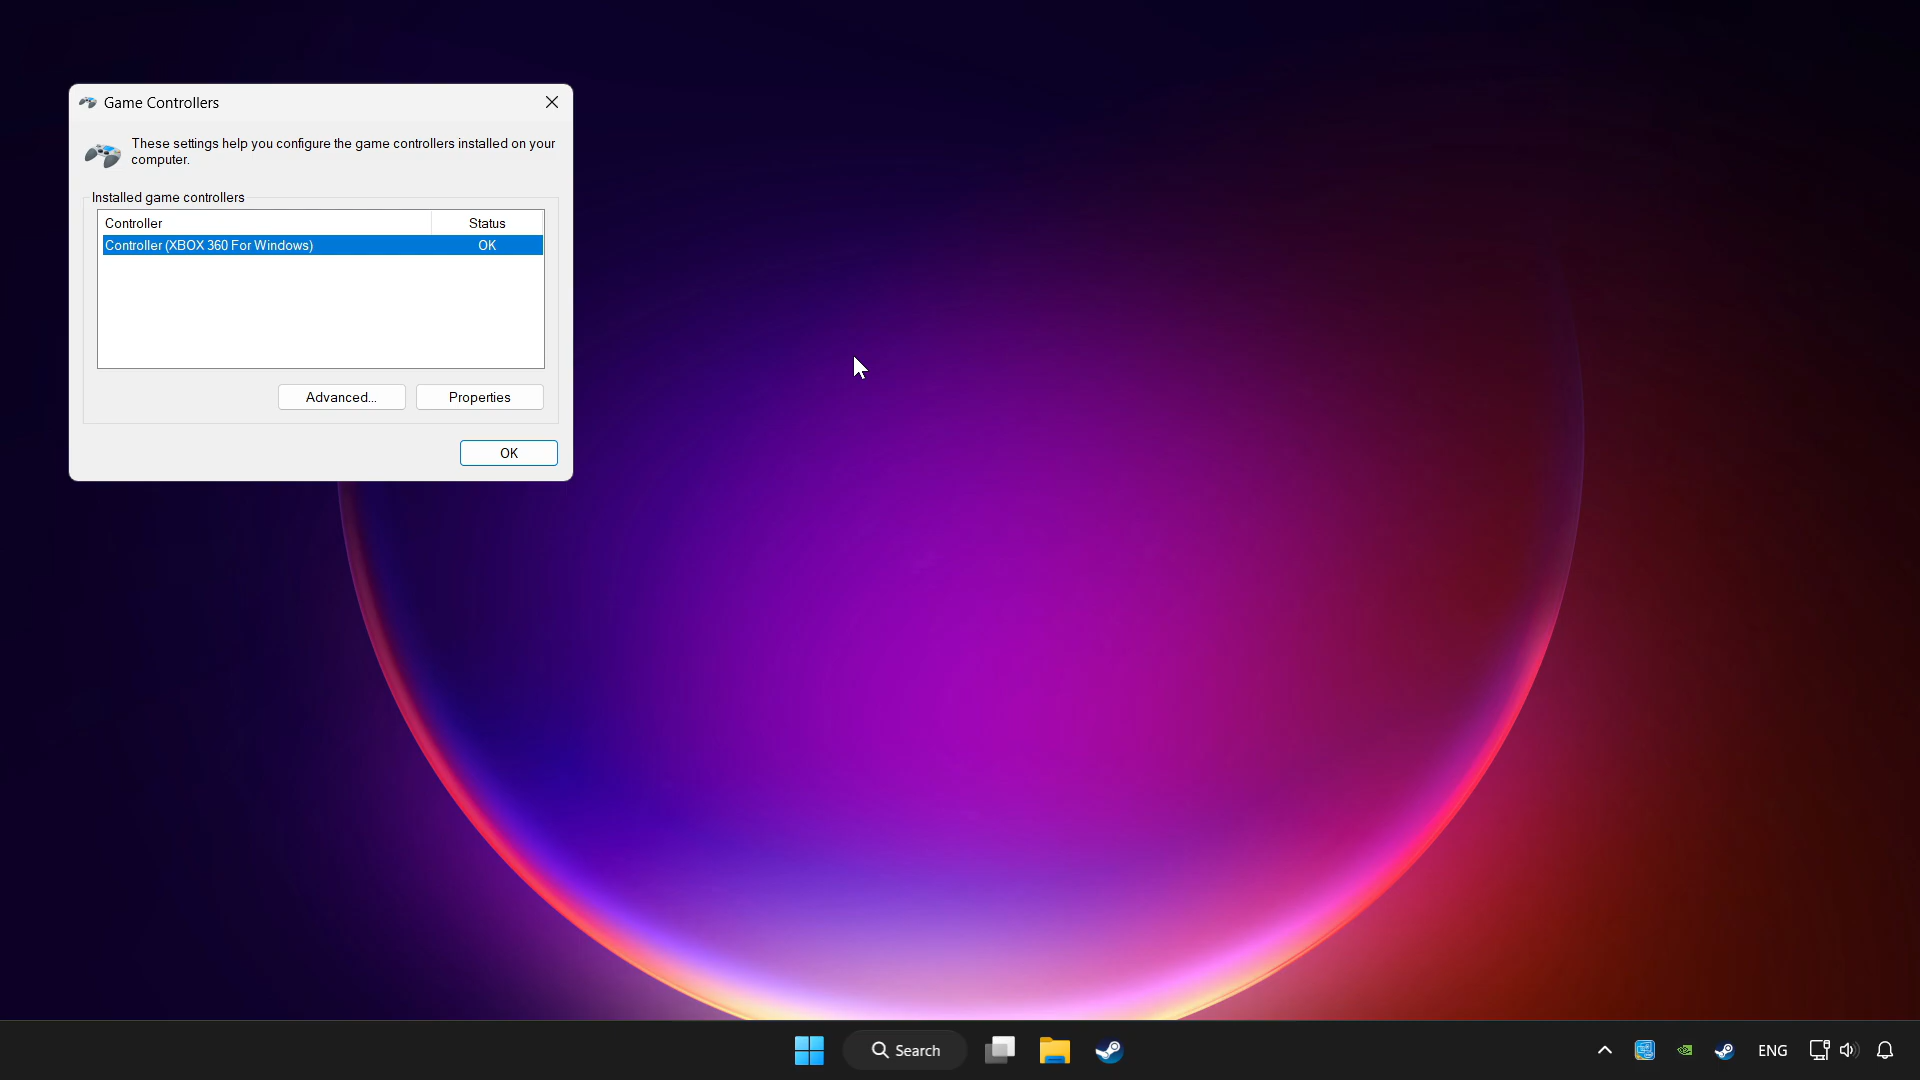 Game Controllers
These settings help you configure the game controllers installed on your
computer.
Installed game controllers
Controller Status
Controller (XBOX 360 For Windows) OK
Advanced... Properties
OK
Search
ENG